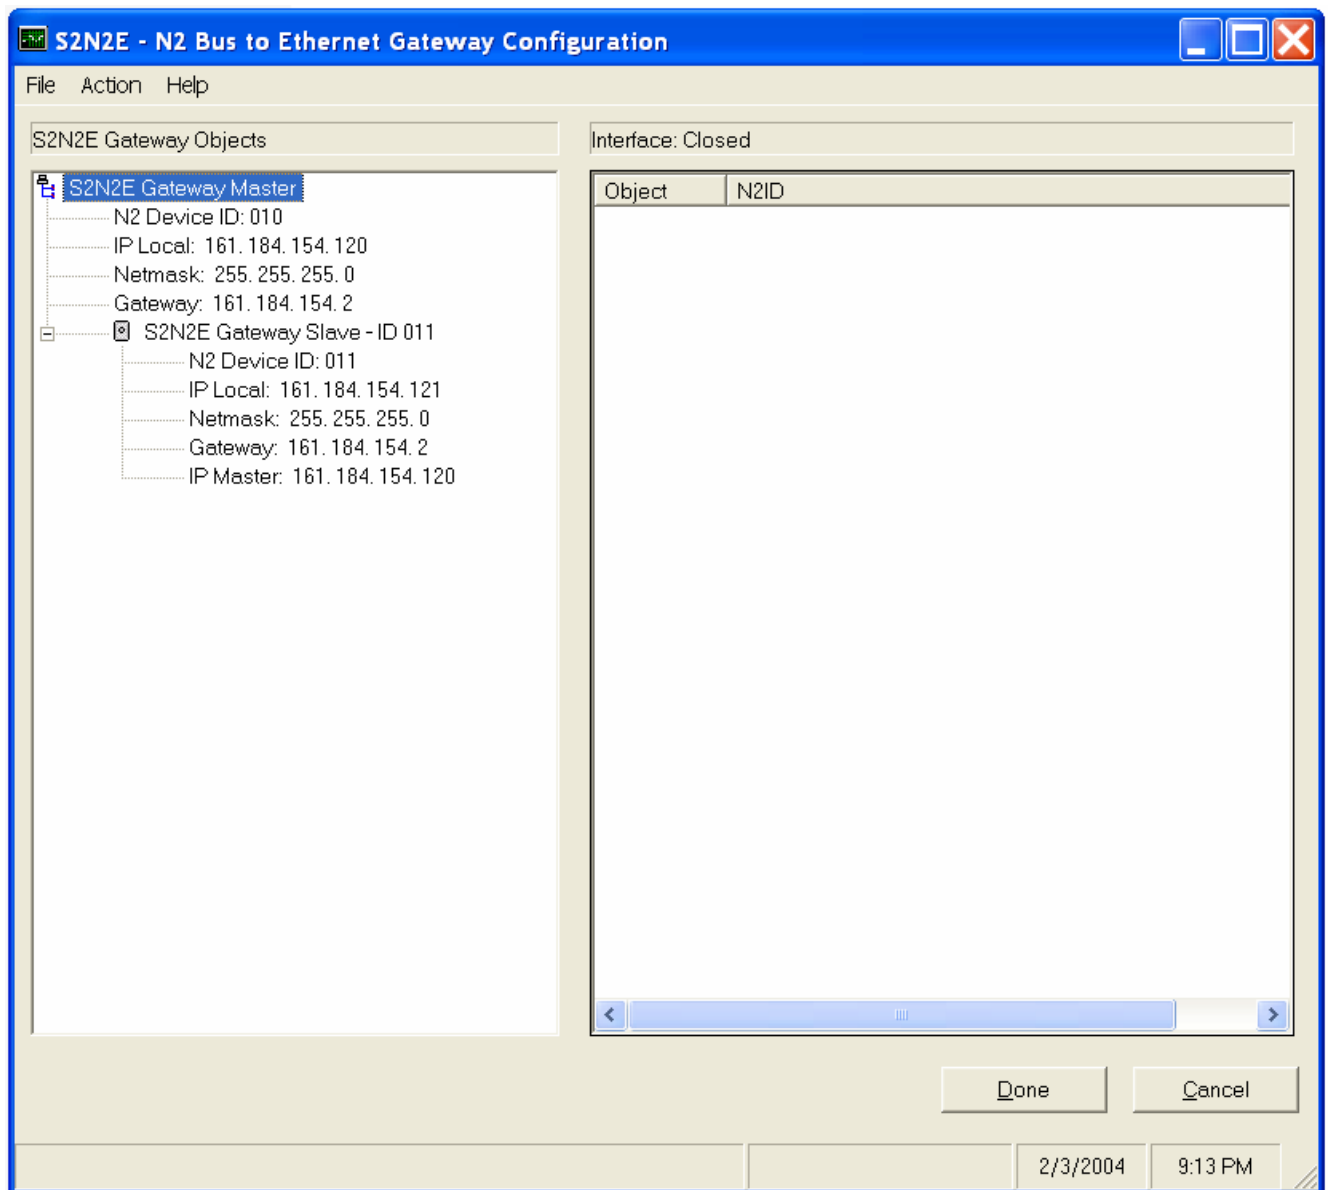 S2N2E - N2 Bus to Ethernet Gateway Configuration
File Action Help
S2N2E Gateway Objects
Interface: Closed
S2N2E Gateway Master
N2 Device ID: 010
IP Local: 161.184.154.120
Netmask: 255.255.255.0
Gateway: 161.184.154.2
S2N2E Gateway Slave - ID 011
N2 Device ID: 011
IP Local: 161.184.154.121
Netmask: 255.255.255.0
Gateway: 161.184.154.2
IP Master: 161.184.154.120
Object N2ID
Done Cancel
2/3/2004 9:13 PM